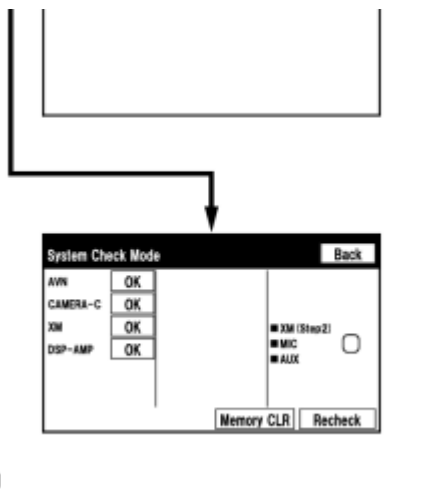 System Check Mode Back
AVN OK
CAMERA-C OK
XM OK
DSP-AMP OK
■ XM (Step2)
■ MIC
■ AUX
Memory CLR Recheck